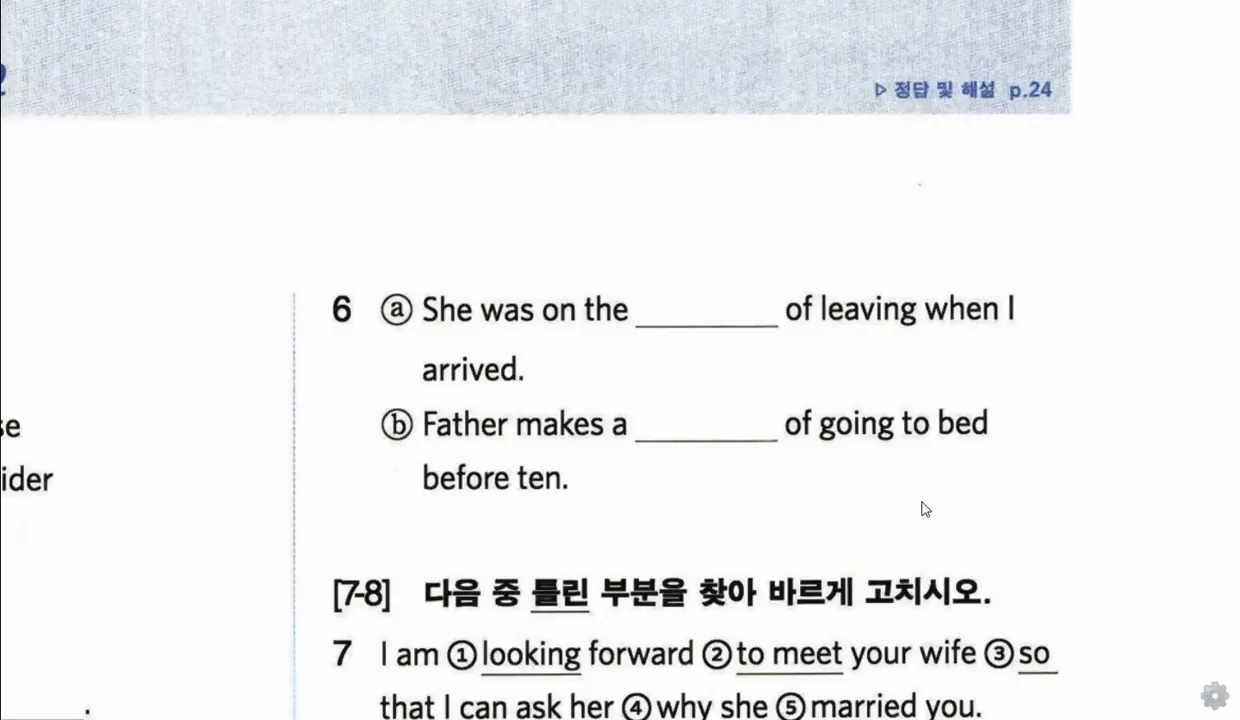 ▷ 정답 및 해설 p.24
6 ⓐ She was on the __________ of leaving when I
arrived.
ⓑ Father makes a __________ of going to bed
before ten.
ider
[7-8] 다음 중 틀린 부분을 찾아 바르게 고치시오.
7 I am ① looking forward ② to meet your wife ③ so
that I can ask her ④ why she ⑤ married you.